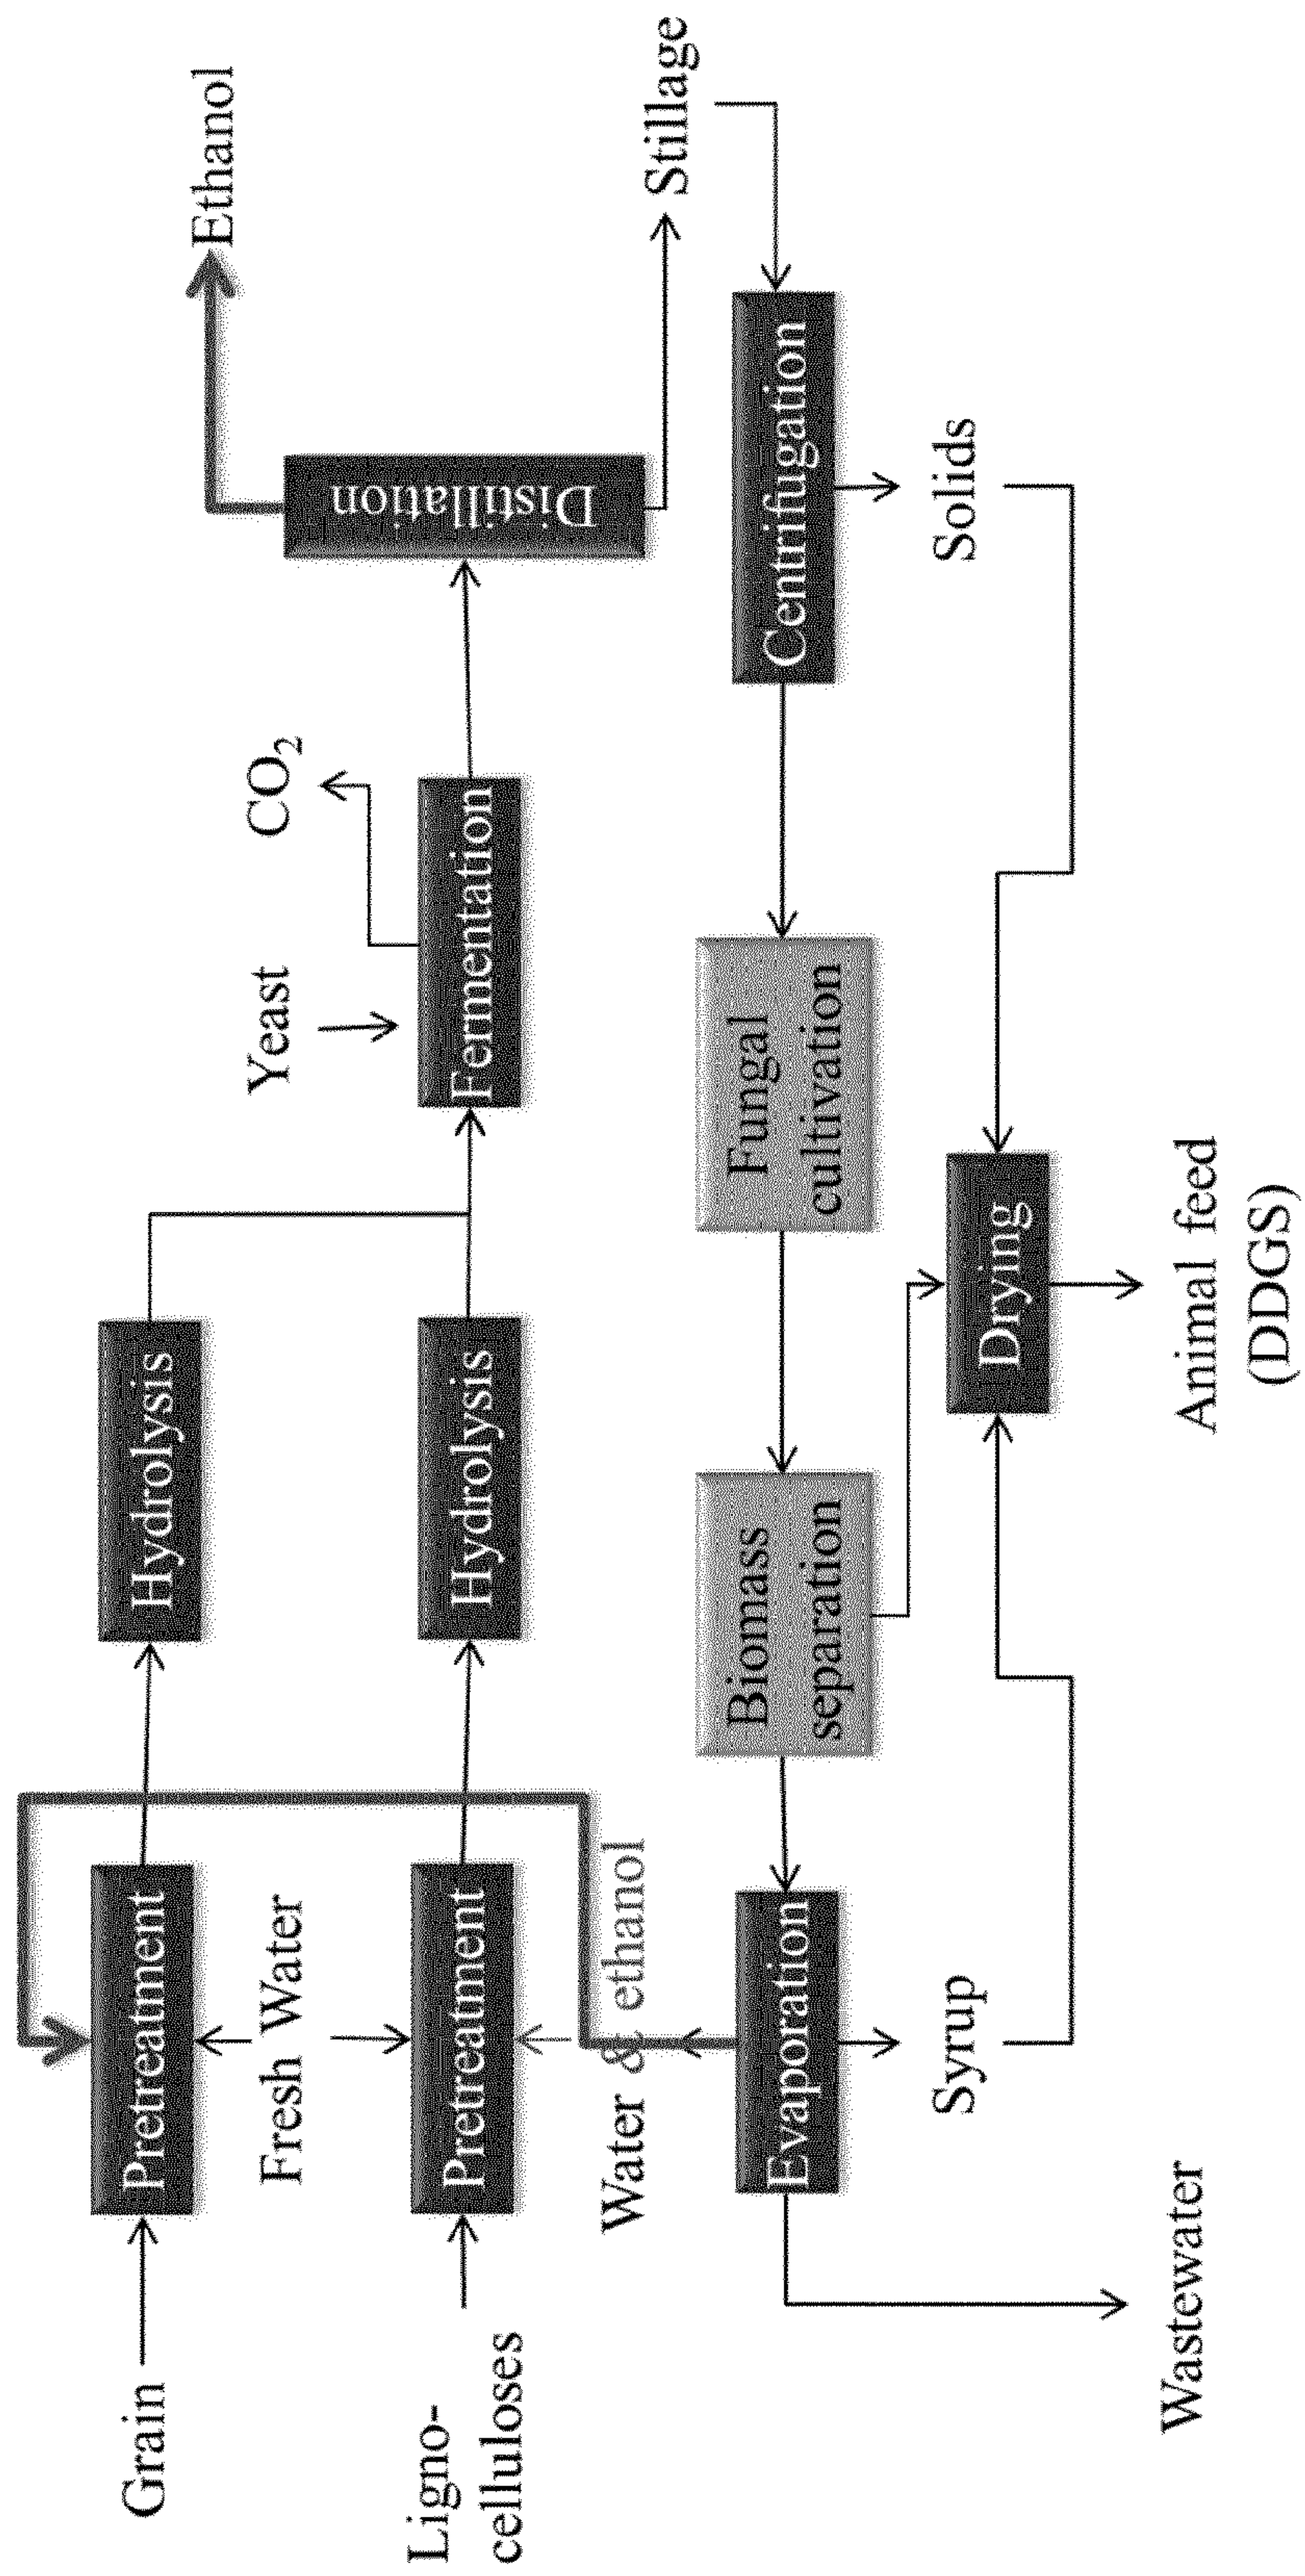 Grain
Pretreatment
Hydrolysis
Fresh Water
Yeast
CO2
Ethanol
Ligno-
celluloses
Pretreatment
Hydrolysis
Fermentation
Distillation
Water & ethanol
Stillage
Evaporation
Biomass
separation
Fungal
cultivation
Centrifugation
Syrup
Drying
Solids
Wastewater
Animal feed
(DDGS)